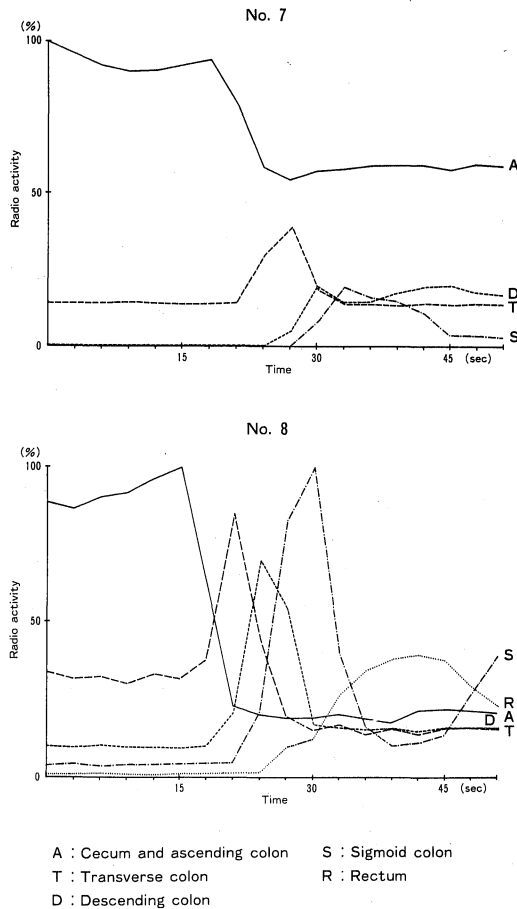 No. 7
(%)
100
50
0
Radio activity
A
D
T
S
15
30
45
(sec)
Time
No. 8
(%)
100
50
0
Radio activity
S
R
D
A
T
15
30
45
(sec)
Time
A : Cecum and ascending colon
S : Sigmoid colon
T : Transverse colon
R : Rectum
D : Descending colon